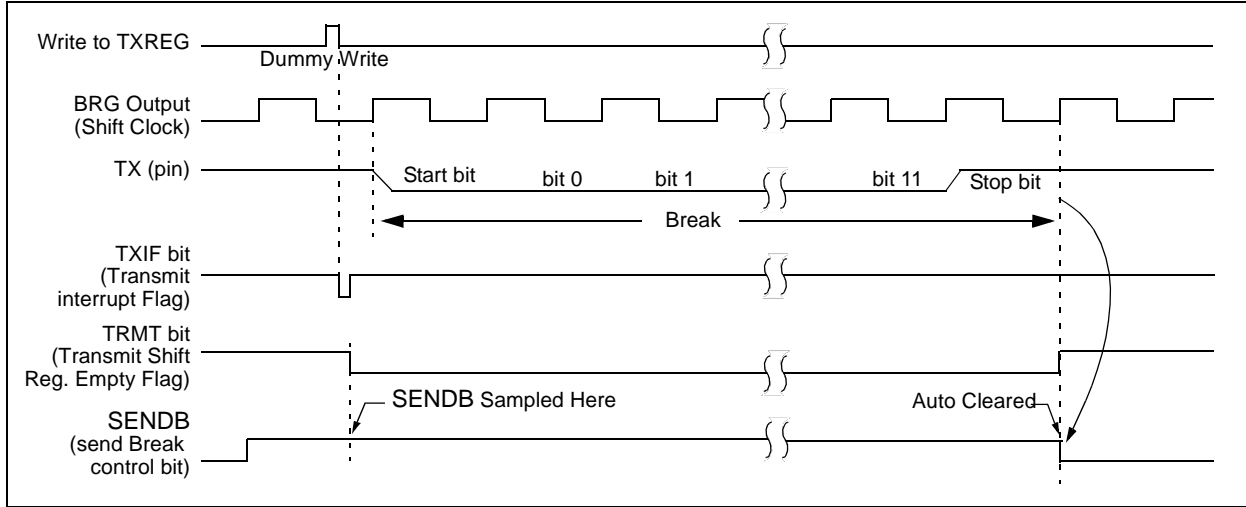 Write to TXREG
Dummy Write
BRG Output
(Shift Clock)
TX (pin)
Start bit
bit 0
bit 1
bit 11
Stop bit
Break
TXIF bit
(Transmit
interrupt Flag)
TRMT bit
(Transmit Shift
Reg. Empty Flag)
SENDB Sampled Here
Auto Cleared
SENDB
(send Break
control bit)